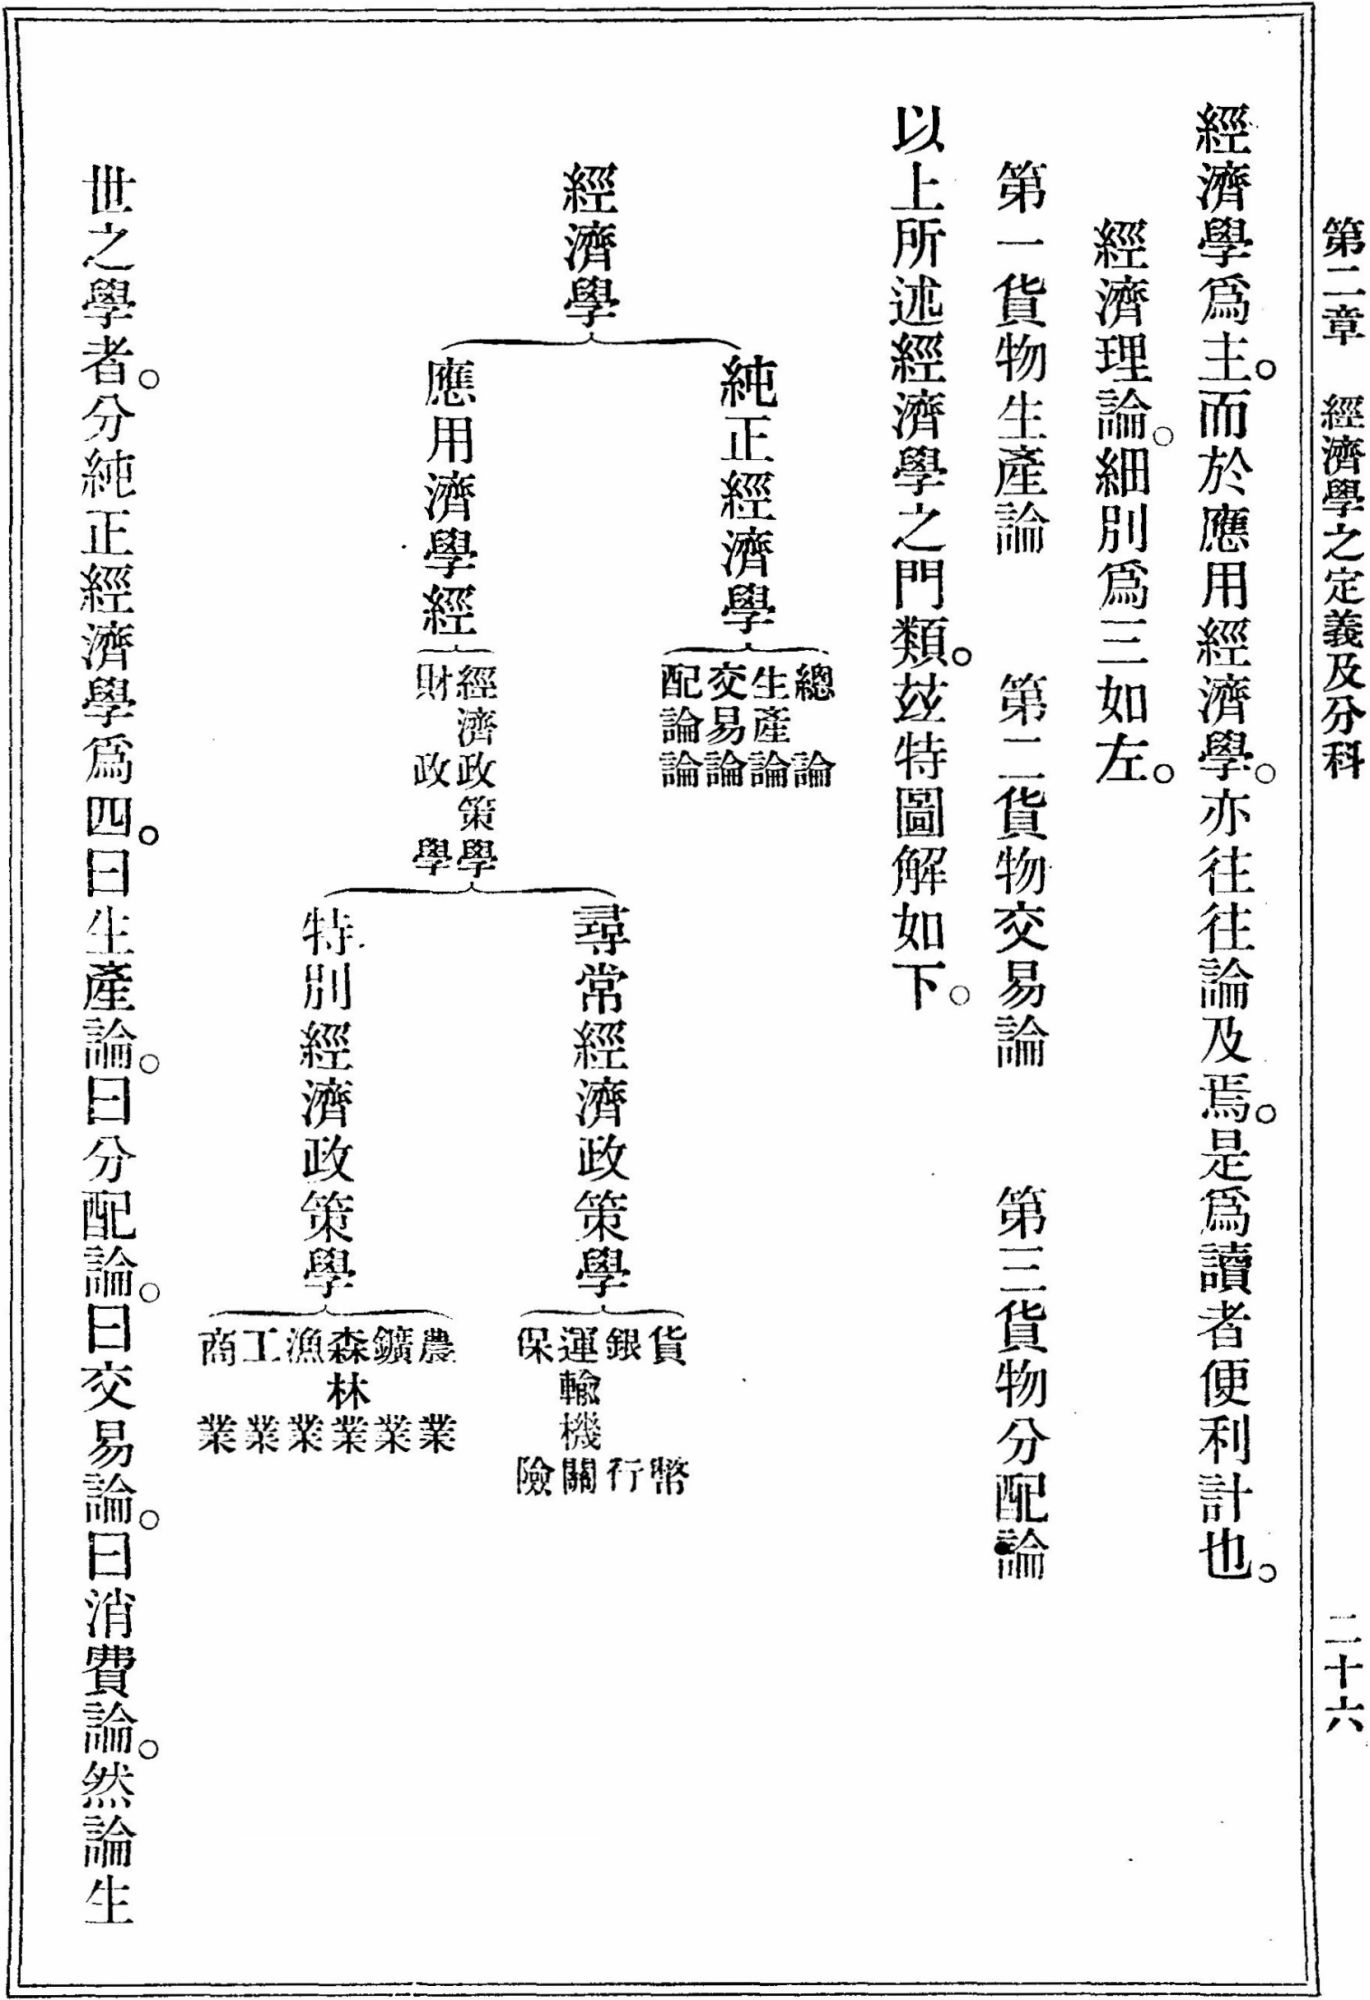 第二章　經濟學之定義及分科
二十六
經濟學爲主。而於應用經濟學。亦往往論及焉。是爲讀者便利計也。
經濟理論。細別爲三如左。
第一貨物生產論　第二貨物交易論　第三貨物分配論
以上所述經濟學之門類。玆特圖解如下。
經濟學
純正經濟學
總論
生產論
交易論
配論論
應用濟學經
經濟政策學
財政學
尋常經濟政策學
貨幣
銀行
運輸機關
保險
特別經濟政策學
農業
鑛業
森林業
漁業
工業
商業
世之學者。分純正經濟學爲四。曰生產論。曰分配論。曰交易論。曰消費論。然論生